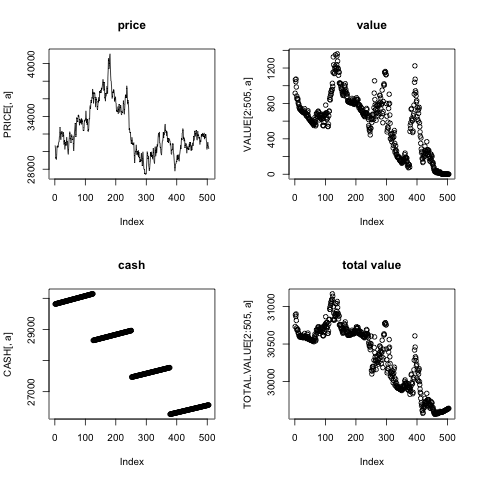 price
PRICE[, a]
28000 34000 40000
0 100 200 300 400 500
Index
value
VALUE[2:505, a]
0 400 800 1200
0 100 200 300 400 500
Index
cash
CASH[, a]
27000 29000
0 100 200 300 400 500
Index
total value
TOTAL.VALUE[2:505, a]
30000 31000
0 100 200 300 400 500
Index